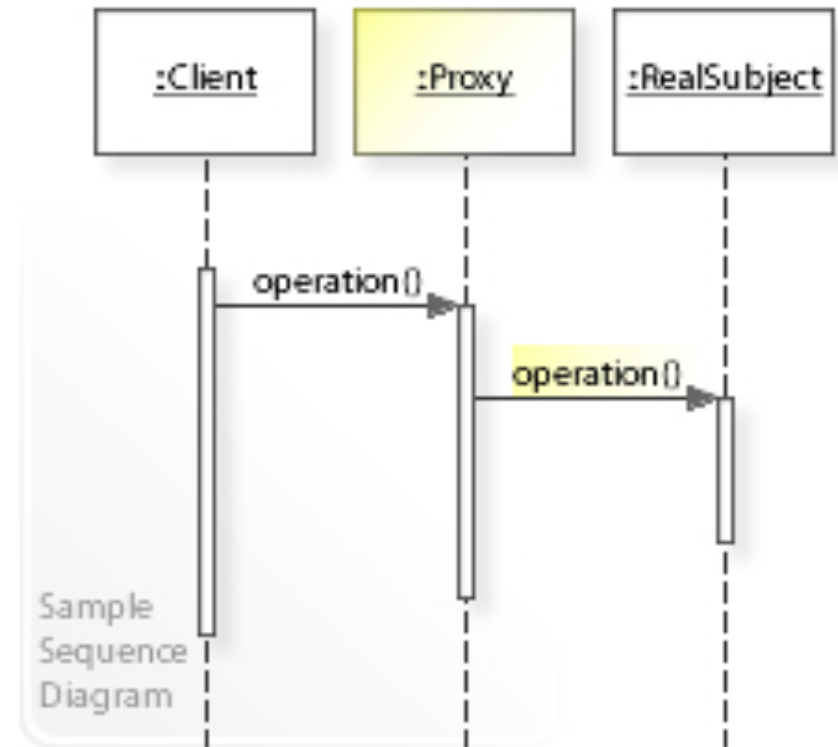 :Client
:Proxy
:RealSubject
operation()
operation()
Sample
Sequence
Diagram